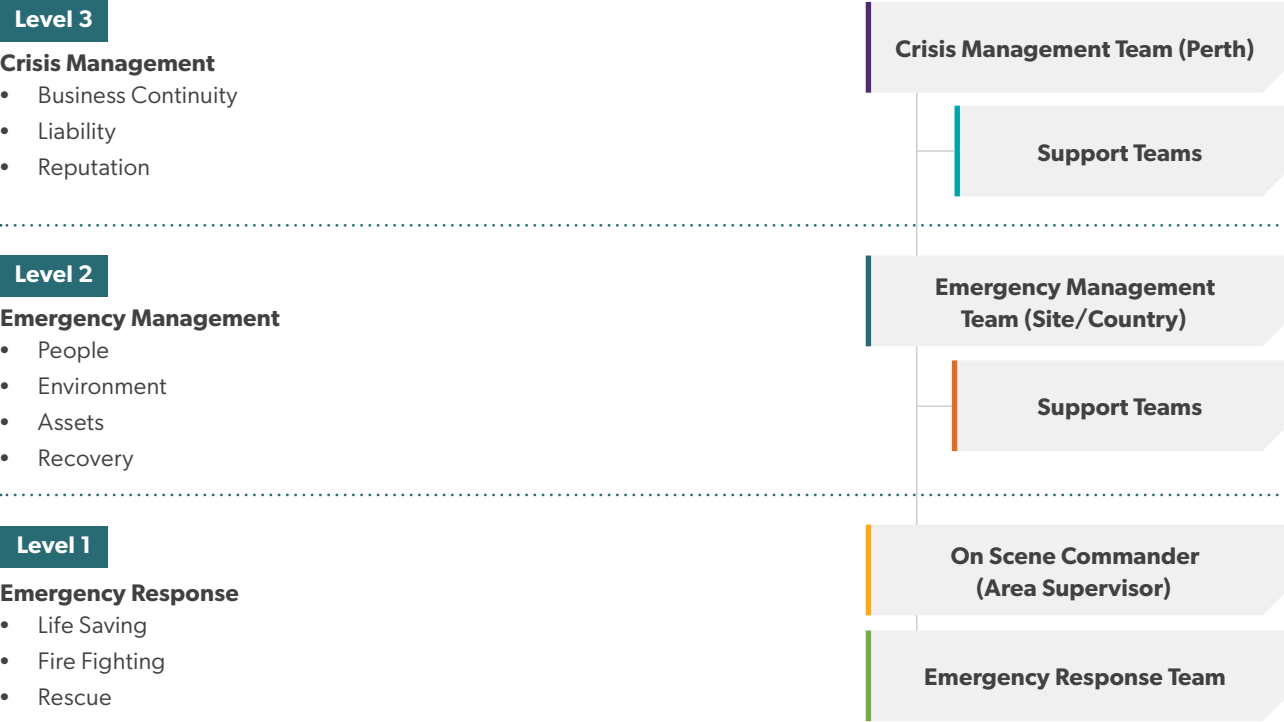 Level 3
Crisis Management
• Business Continuity
• Liability
• Reputation
Crisis Management Team (Perth)
Support Teams
Level 2
Emergency Management
• People
• Environment
• Assets
• Recovery
Emergency Management
Team (Site/Country)
Support Teams
Level 1
Emergency Response
• Life Saving
• Fire Fighting
• Rescue
On Scene Commander
(Area Supervisor)
Emergency Response Team